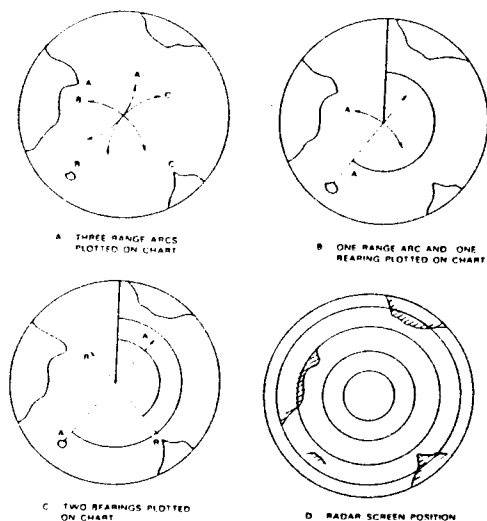 A
A
B
C
B
C
A THREE RANGE ARCS
PLOTTED ON CHART
A
A
B ONE RANGE ARC AND ONE
BEARING PLOTTED ON CHART
A
B
C TWO BEARINGS PLOTTED
ON CHART
D RADAR SCREEN POSITION